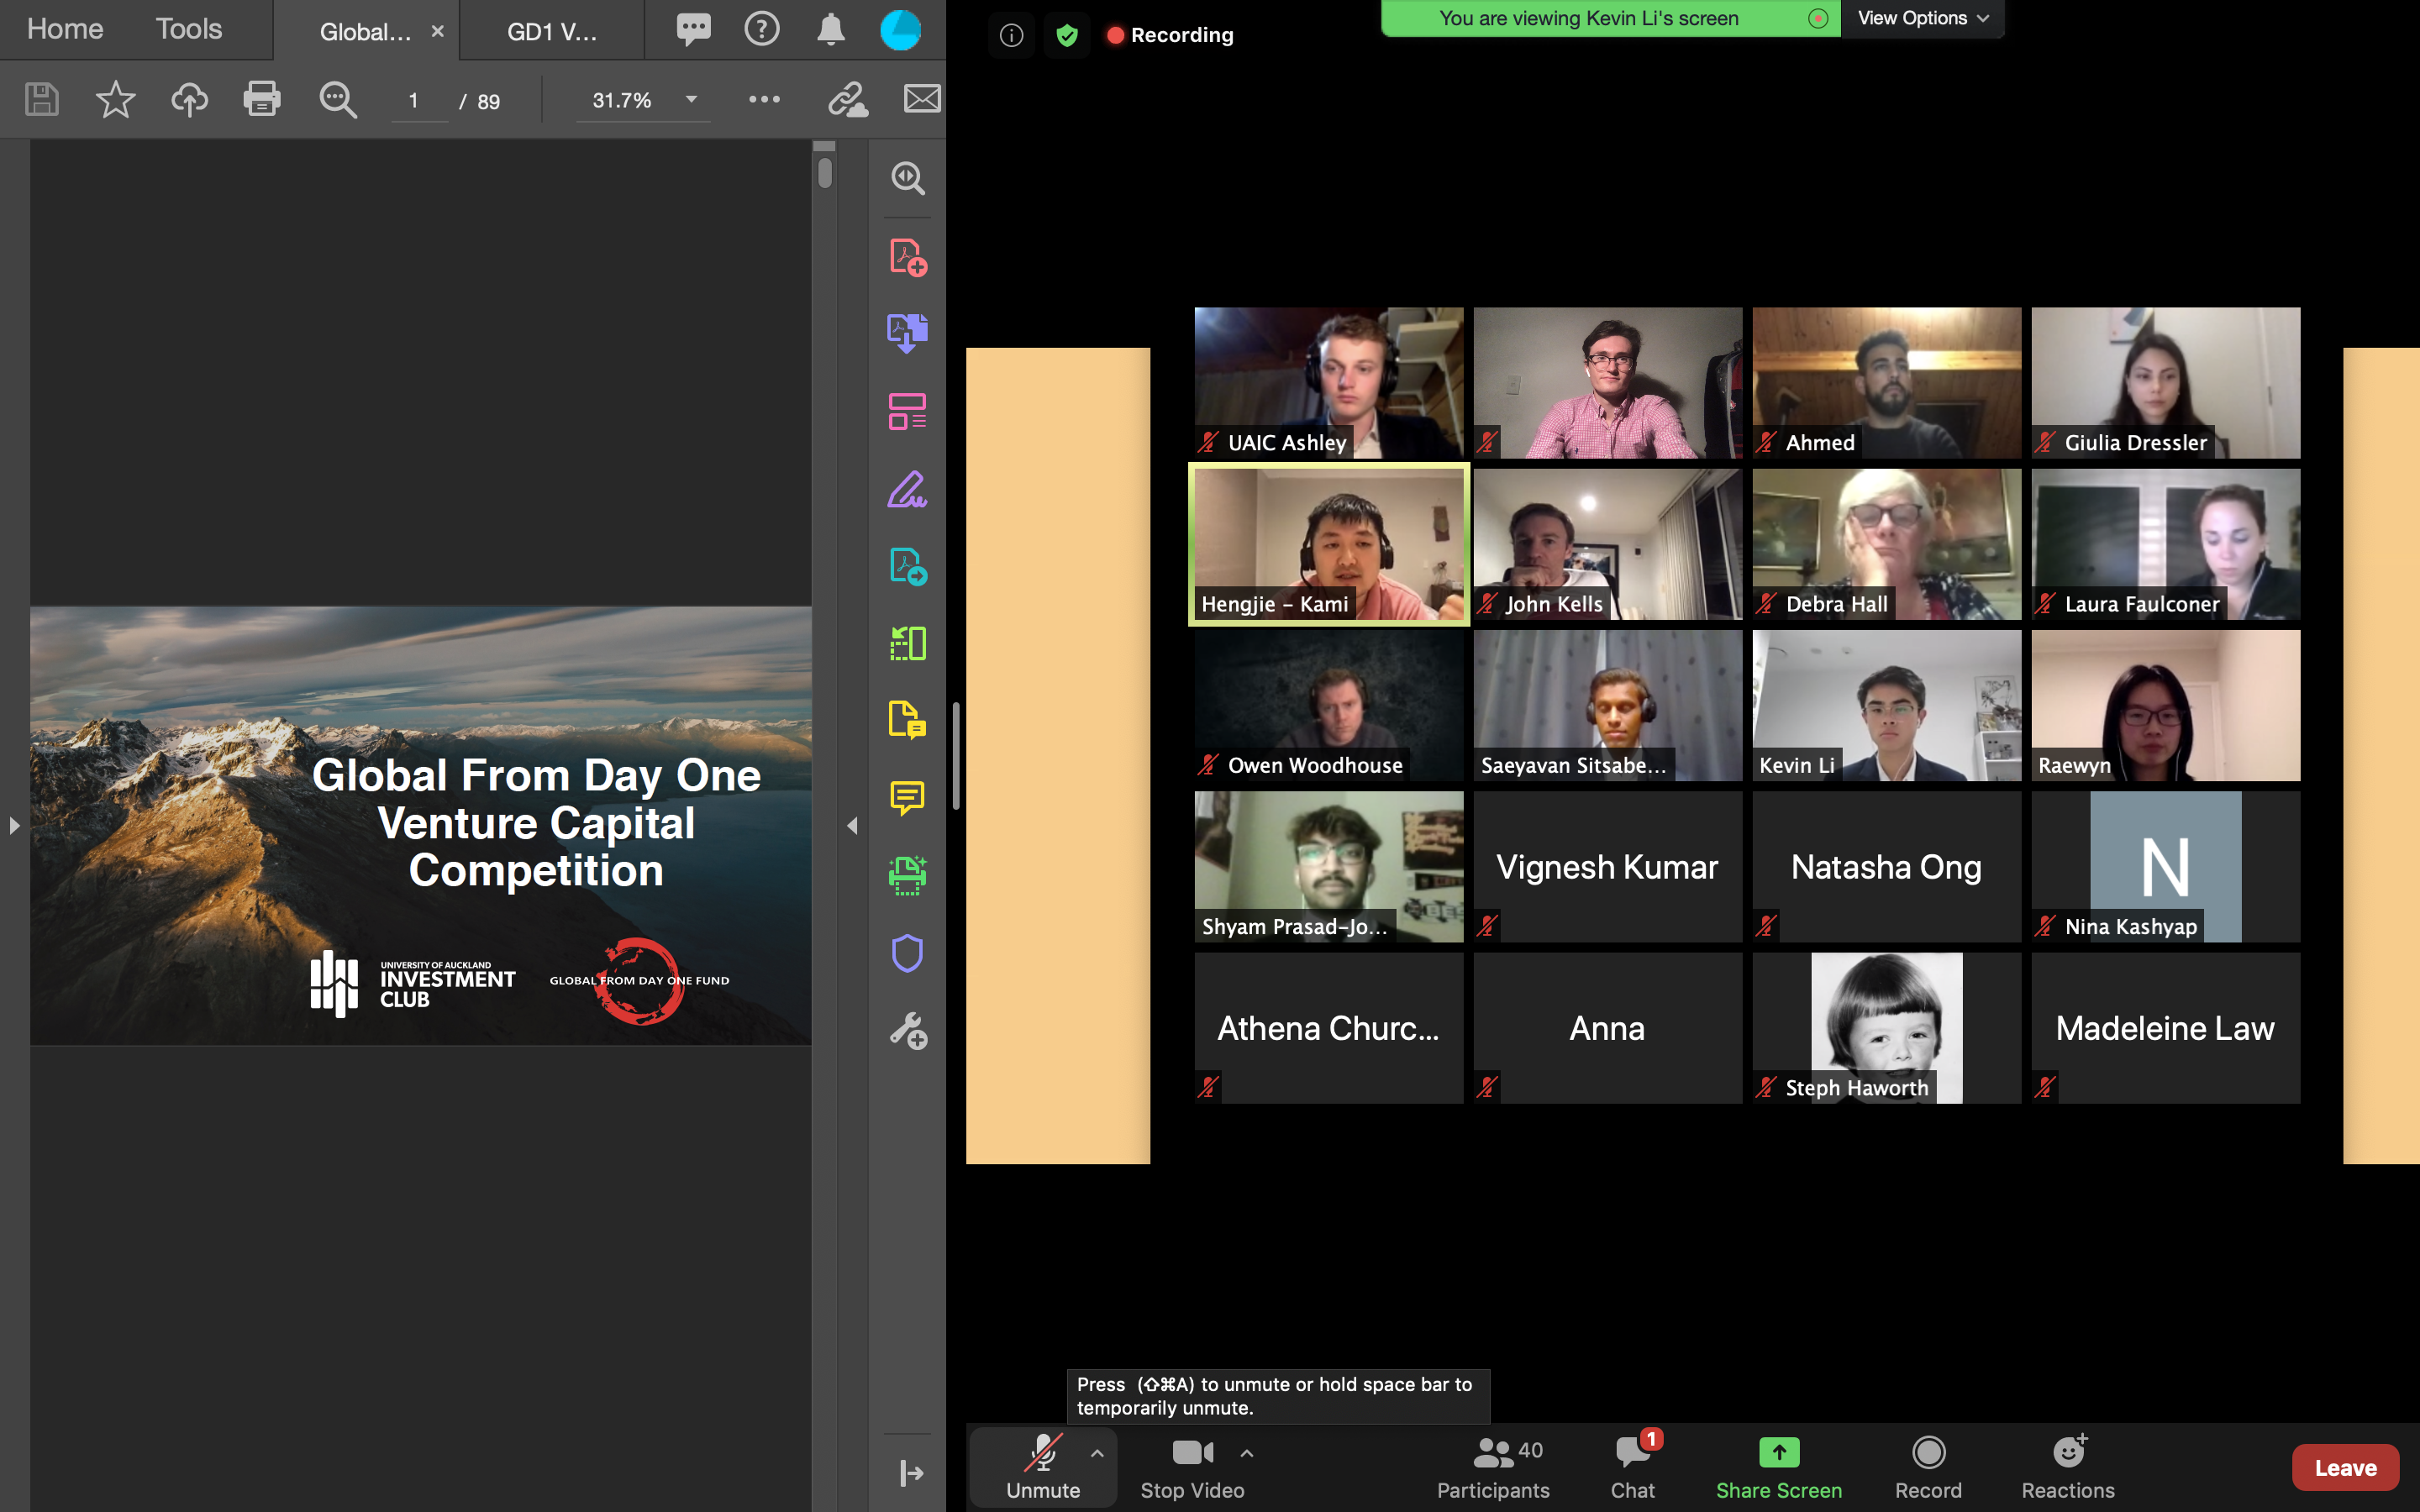 Home
Tools
Global...
GD1 V...
1 / 89
31.7%
Global From Day One
Venture Capital
Competition
UNIVERSITY OF AUCKLAND
INVESTMENT
CLUB
GLOBAL FROM DAY ONE FUND
Recording
You are viewing Kevin Li's screen
View Options
UAIC Ashley
Ahmed
Giulia Dressler
Hengjie - Kami
John Kells
Debra Hall
Laura Faulconer
Owen Woodhouse
Saeyavan Sitsabe...
Kevin Li
Raewyn
Shyam Prasad-Jo...
Vignesh Kumar
Natasha Ong
N
Nina Kashyap
Athena Churc...
Anna
Steph Haworth
Madeleine Law
Press (⇧⌘A) to unmute or hold space bar to
temporarily unmute.
Unmute
Stop Video
40
Participants
1
Chat
Share Screen
Record
Reactions
Leave